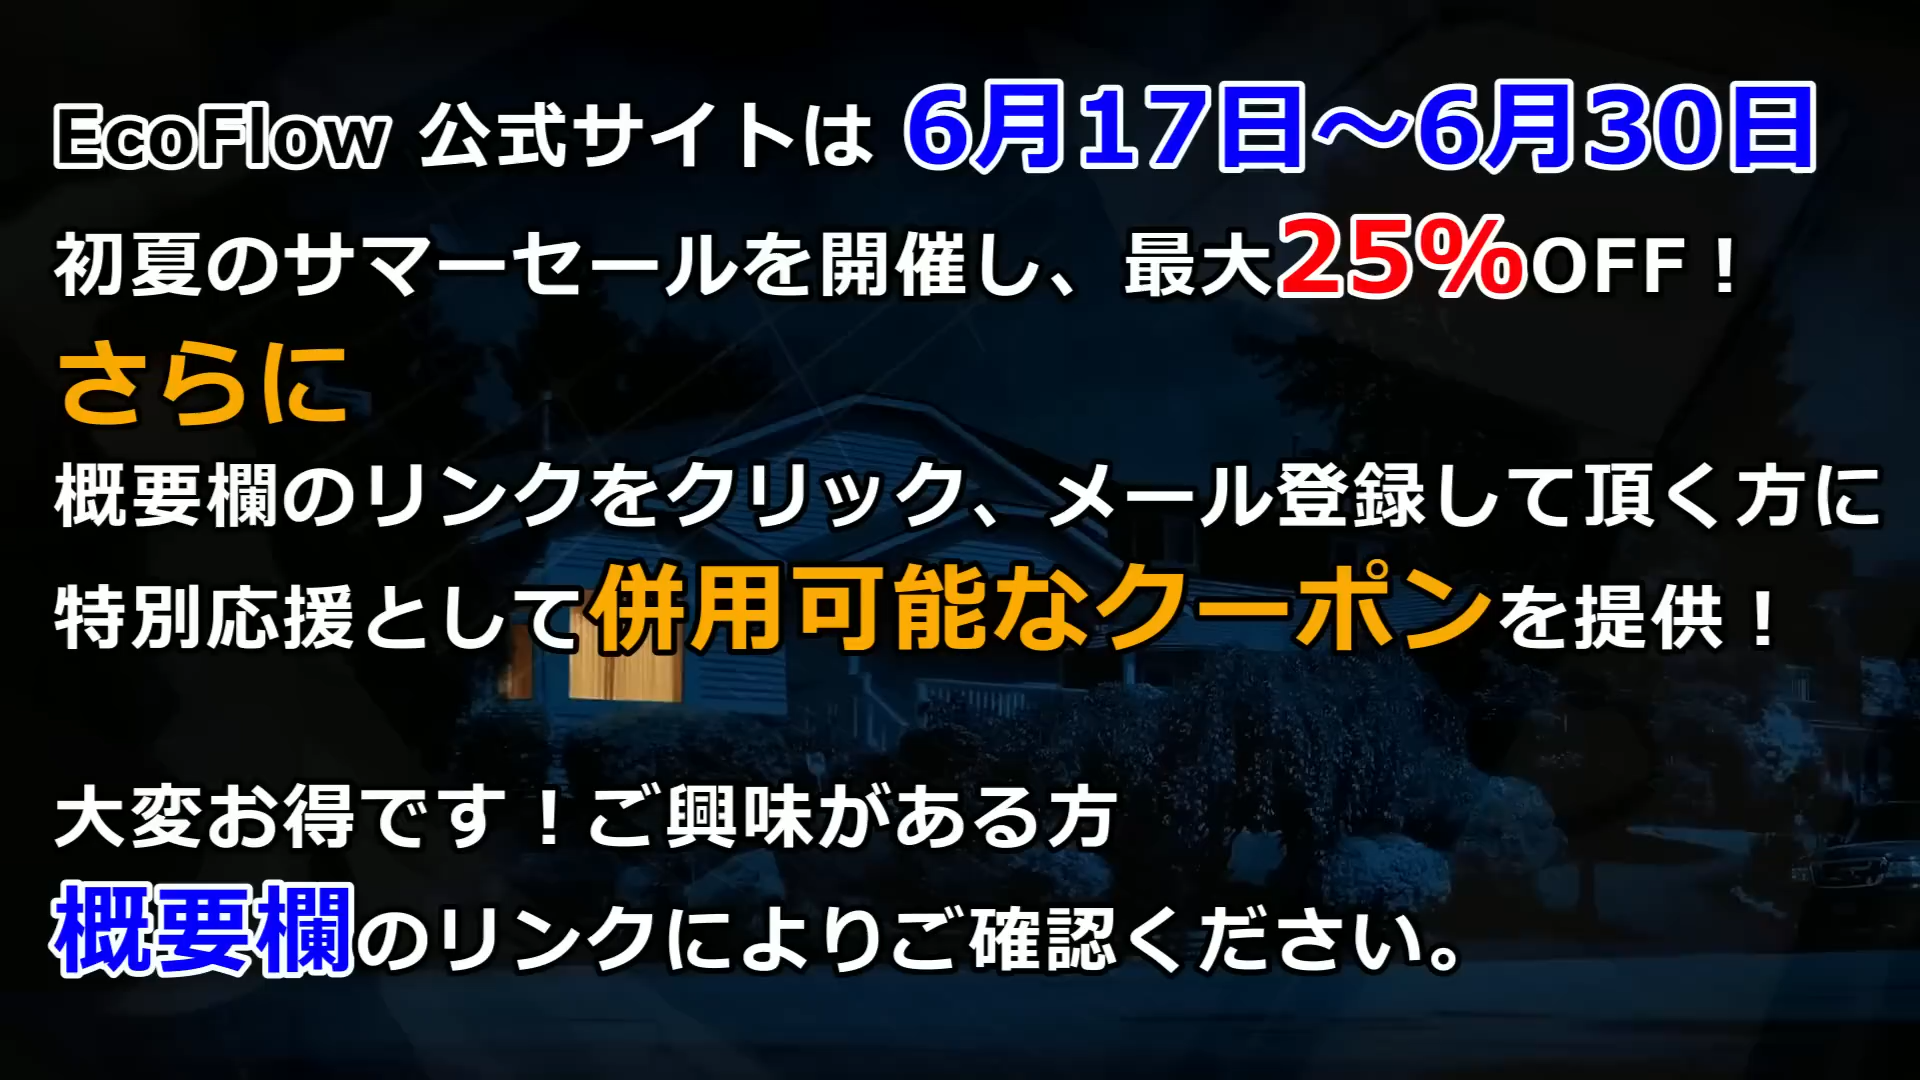 EcoFlow 公式サイトは 6月17日～6月30日
初夏のサマーセールを開催し、最大25%OFF！
さらに
概要欄のリンクをクリック、メール登録して頂く方に
特別応援として併用可能なクーポンを提供！
大変お得です！ご興味がある方
概要欄のリンクによりご確認ください。